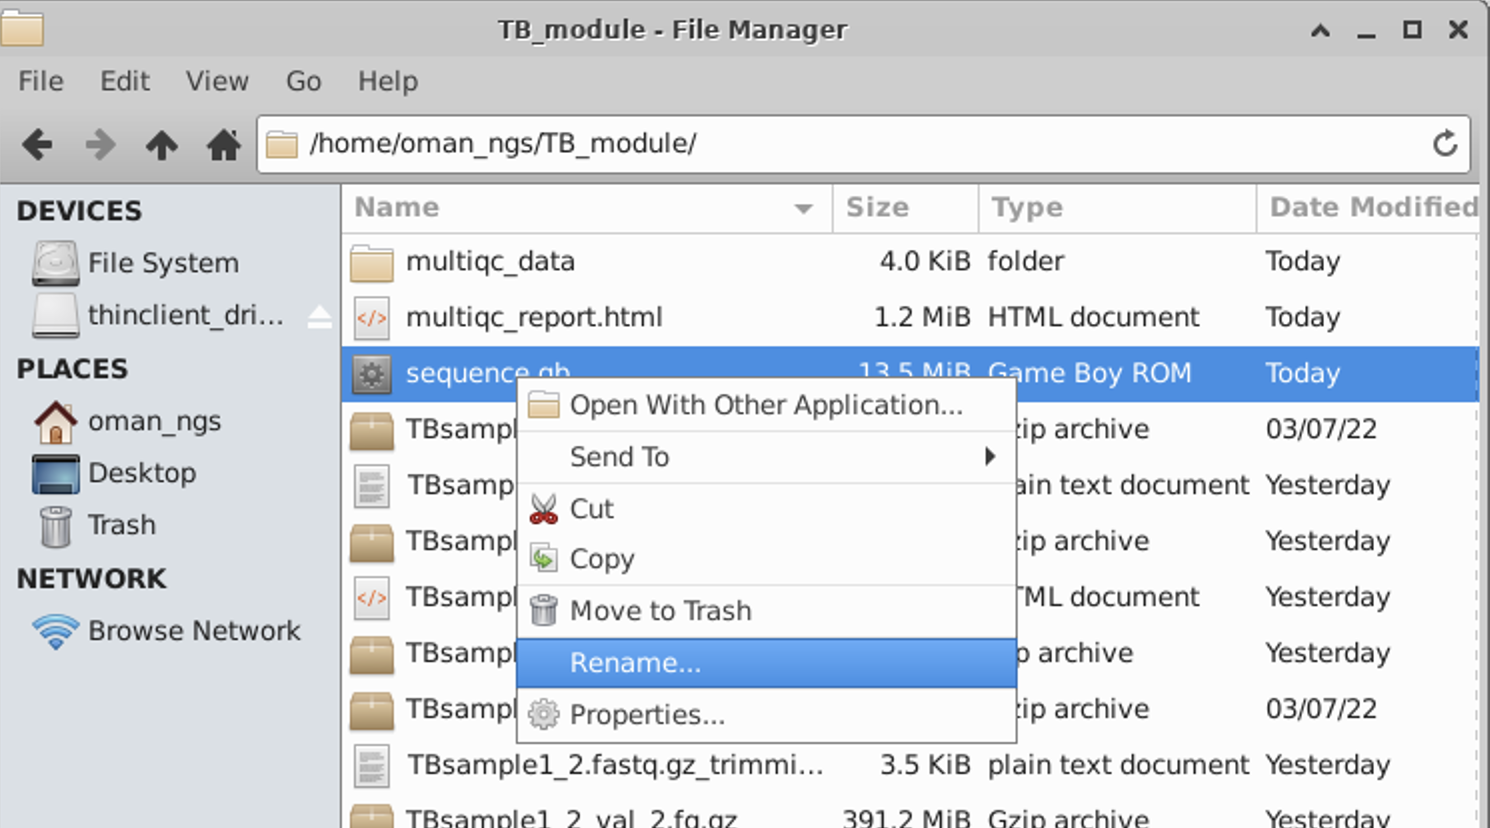 TB_module - File Manager
File Edit View Go Help
/home/oman_ngs/TB_module/
DEVICES
File System
thinclient_dri...
PLACES
oman_ngs
Desktop
Trash
NETWORK
Browse Network
Name Size Type Date Modified
multiqc_data 4.0 KiB folder Today
multiqc_report.html 1.2 MiB HTML document Today
sequence.gb 13.5 MiB Game Boy ROM Today
TBsampl zip archive 03/07/22
TBsamp ain text document Yesterday
TBsampl zip archive Yesterday
TBsampl TML document Yesterday
TBsampl p archive Yesterday
TBsampl zip archive 03/07/22
TBsample1_2.fastq.gz_trimmi... 3.5 KiB plain text document Yesterday
TBsample1_2_val_2.fq.gz 391.2 MiB Gzip archive Yesterday
Open With Other Application...
Send To
Cut
Copy
Move to Trash
Rename...
Properties...